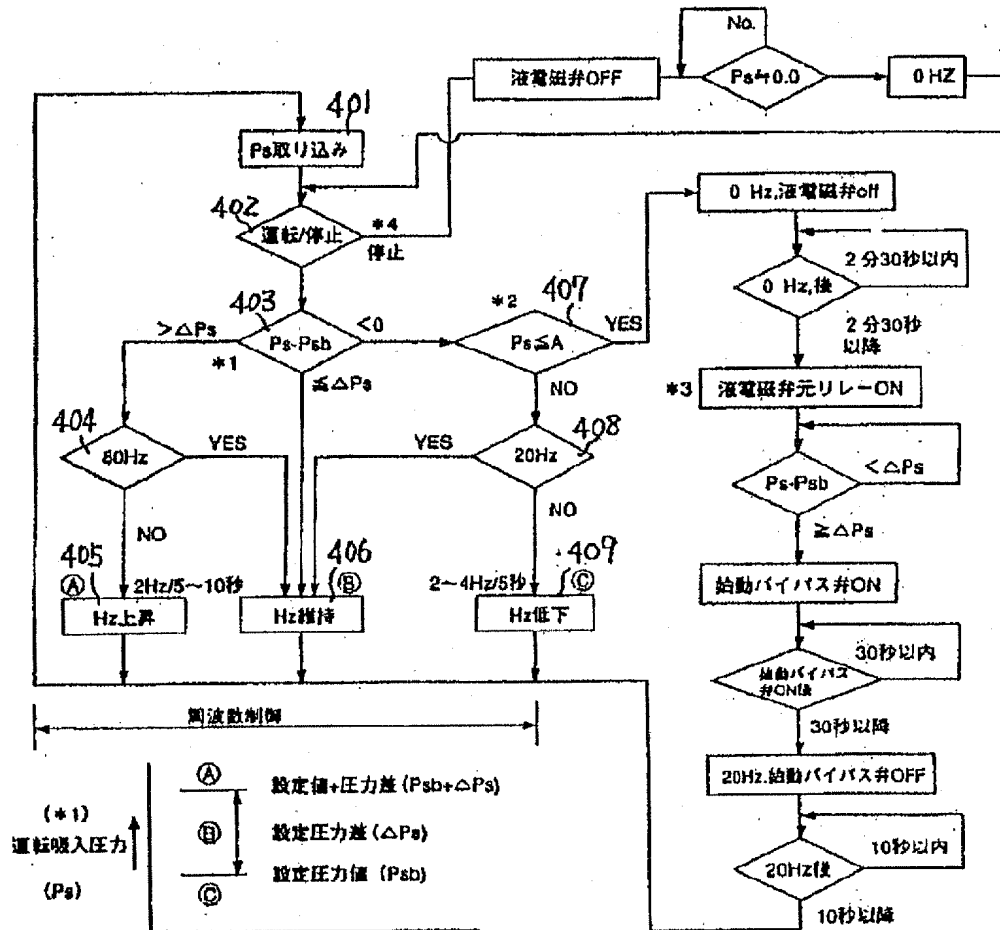 No.
液電磁弁OFF
Ps≒0.0
0 HZ
401
Ps取り込み
402
運転/停止
*4
停止
0 Hz,液電磁弁off
2分30秒以内
0 Hz,後
2分30秒
以降
403
>△Ps
Ps-Psb
<0
*1
≦△Ps
*2
407
Ps≦A
YES
NO
*3
液電磁弁元リレーON
404
80Hz
YES
NO
YES
408
20Hz
NO
Ps-Psb
<△Ps
≧△Ps
405
Ⓐ
2Hz/5～10秒
Hz上昇
406
Ⓑ
Hz維持
409
2～4Hz/5秒
Ⓒ
Hz低下
始動バイパス弁ON
30秒以内
始動バイパス
弁ON後
30秒以降
周波数制御
20Hz.始動バイパス弁OFF
10秒以内
20Hz後
10秒以降
(*1)
運転吸入圧力
(Ps)
Ⓐ
設定値+圧力差(Psb+△Ps)
Ⓑ
設定圧力差(△Ps)
Ⓒ
設定圧力値 (Psb)